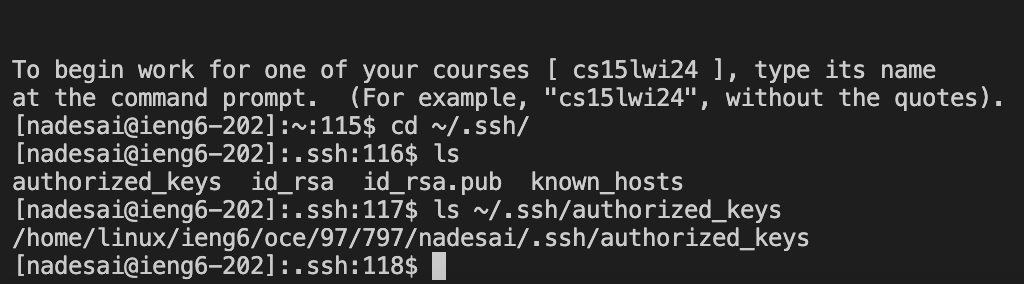 To begin work for one of your courses [ cs15lwi24 ], type its name
at the command prompt.  (For example, "cs15lwi24", without the quotes).
[nadesai@ieng6-202]:~:115$ cd ~/.ssh/
[nadesai@ieng6-202]:.ssh:116$ ls
authorized_keys  id_rsa  id_rsa.pub  known_hosts
[nadesai@ieng6-202]:.ssh:117$ ls ~/.ssh/authorized_keys
/home/linux/ieng6/oce/97/797/nadesai/.ssh/authorized_keys
[nadesai@ieng6-202]:.ssh:118$